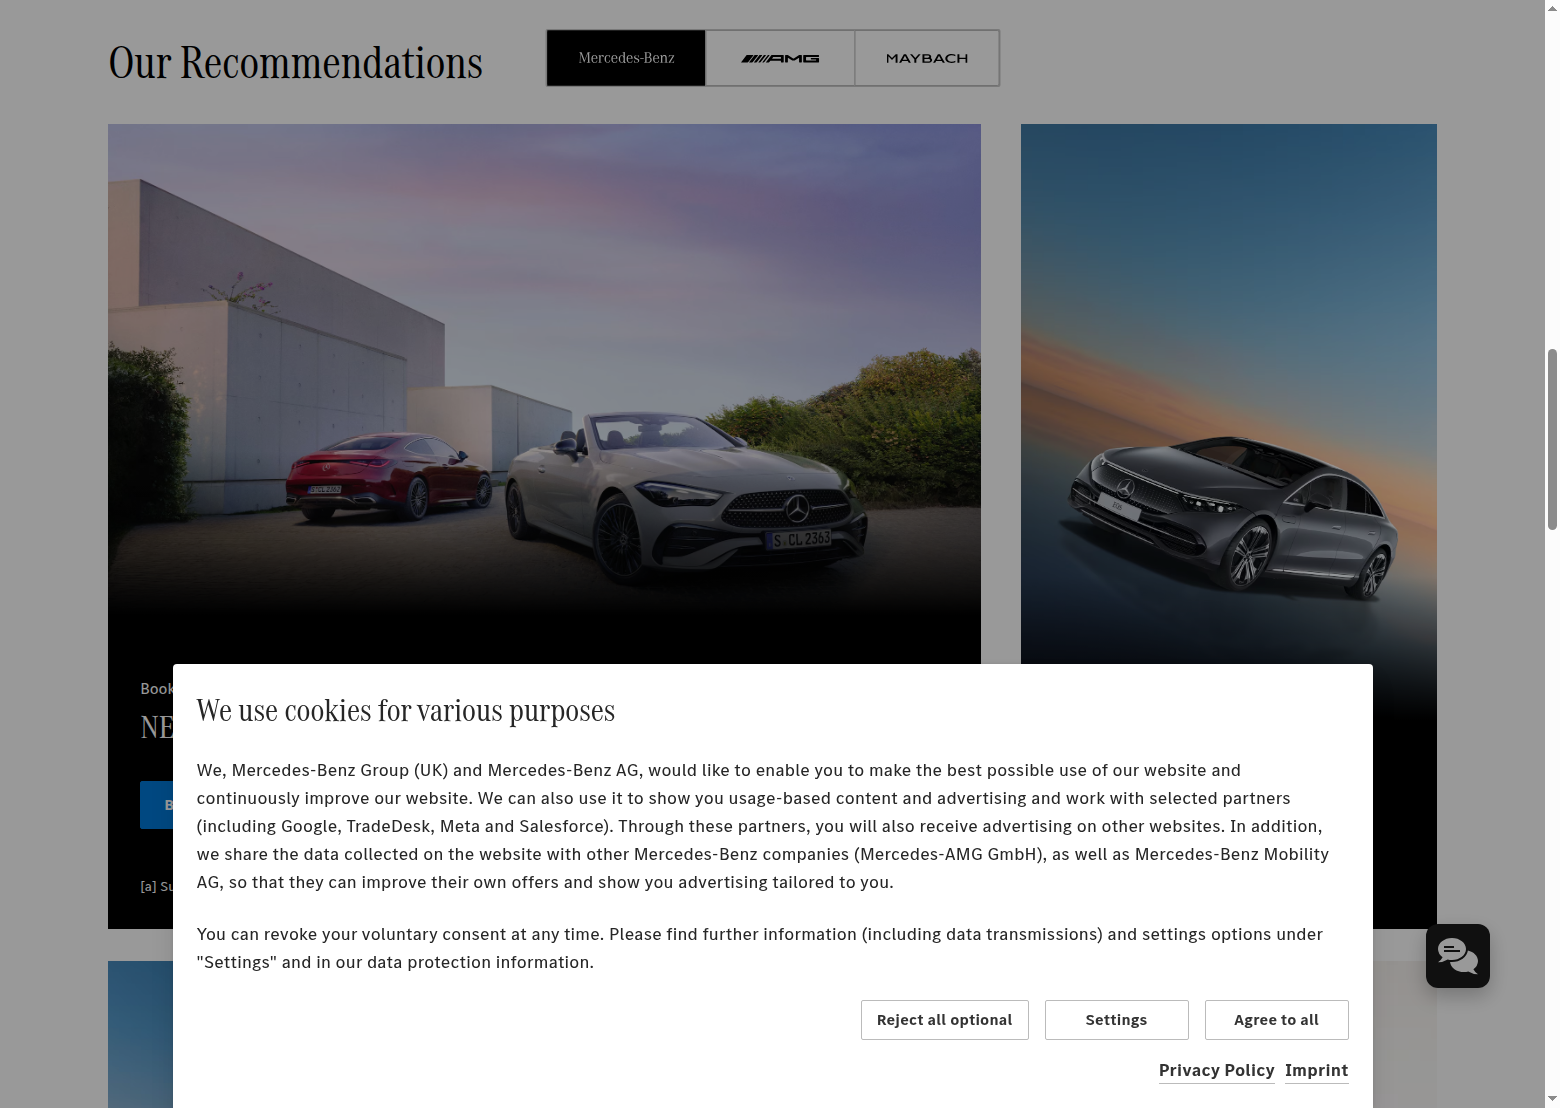 Our Recommendations
Mercedes-Benz
AMG
MAYBACH
S CL 2363
Book
NE
B
[a] Su
We use cookies for various purposes
We, Mercedes-Benz Group (UK) and Mercedes-Benz AG, would like to enable you to make the best possible use of our website and
continuously improve our website. We can also use it to show you usage-based content and advertising and work with selected partners
(including Google, TradeDesk, Meta and Salesforce). Through these partners, you will also receive advertising on other websites. In addition,
we share the data collected on the website with other Mercedes-Benz companies (Mercedes-AMG GmbH), as well as Mercedes-Benz Mobility
AG, so that they can improve their own offers and show you advertising tailored to you.
You can revoke your voluntary consent at any time. Please find further information (including data transmissions) and settings options under
"Settings" and in our data protection information.
Reject all optional
Settings
Agree to all
Privacy Policy
Imprint